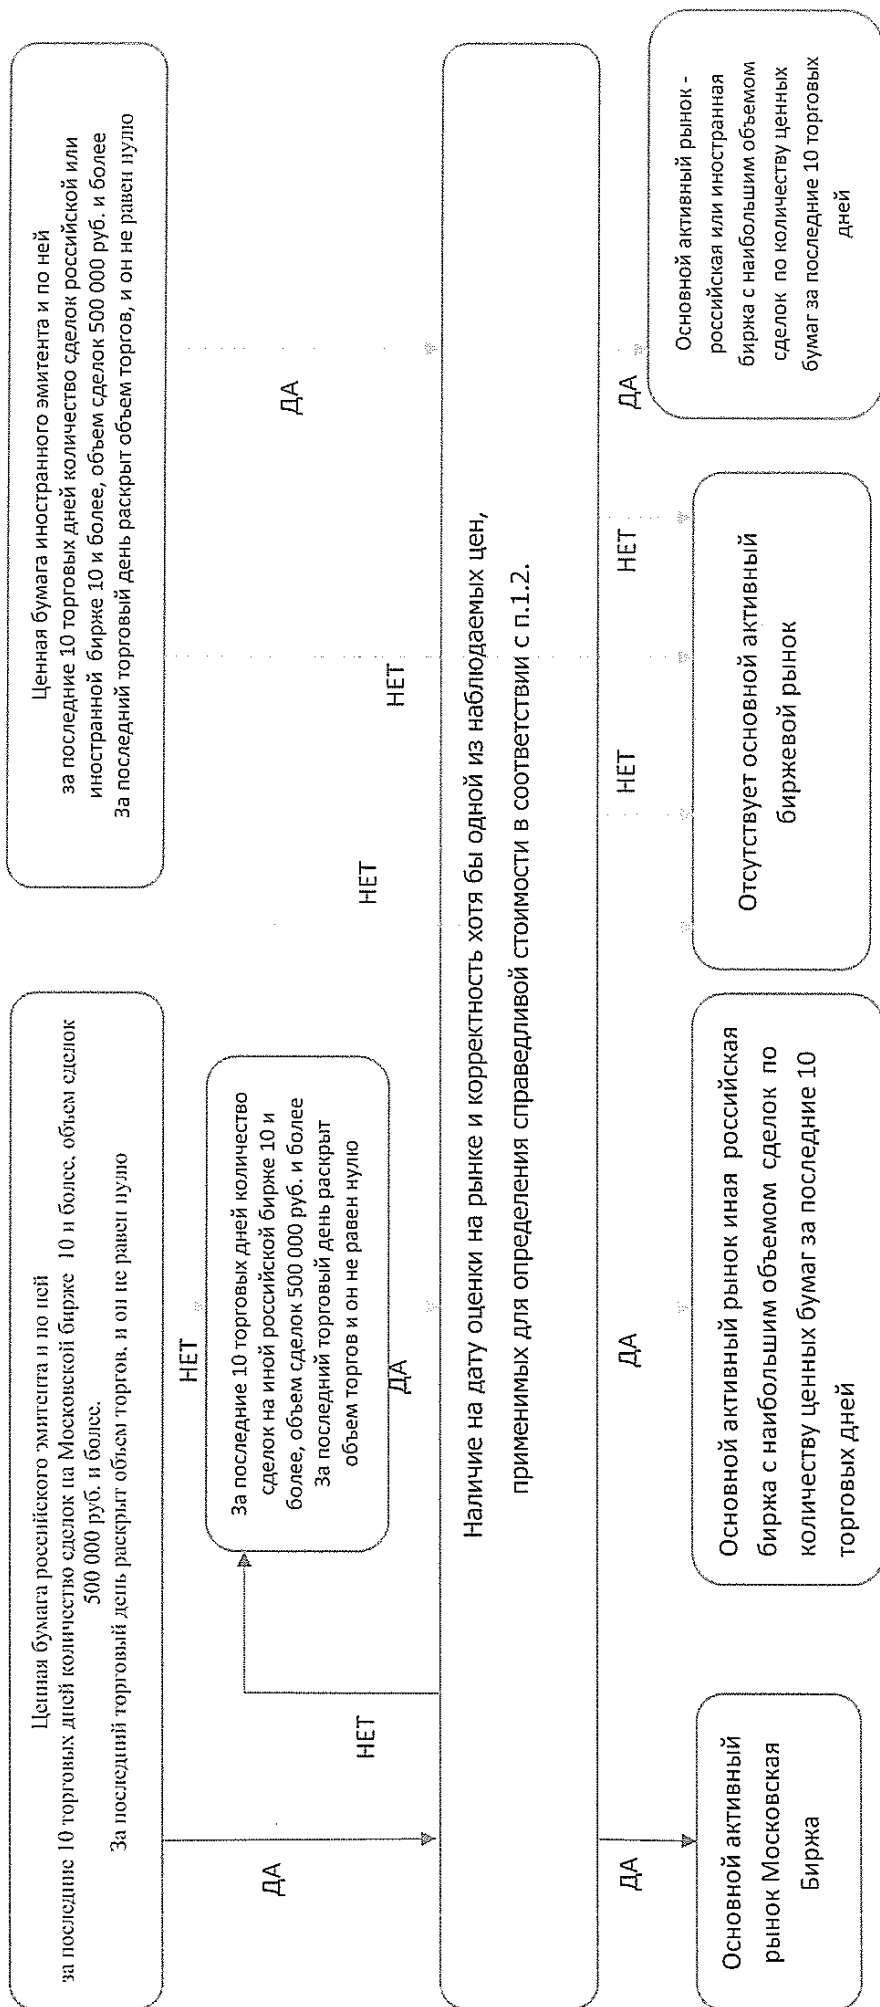 Ценная бумага российского эмитента и по ней
за последние 10 торговых дней количество сделок на Московской бирже 10 и более, объем сделок
500 000 руб. и более.
За последний торговый день раскрыт объем торгов, и он не равен нулю
Ценная бумага иностранного эмитента и по ней
за последние 10 торговых дней количество сделок российской или
иностранной бирже 10 и более, объем сделок 500 000 руб. и более
За последний торговый день раскрыт объем торгов, и он не равен нулю
НЕТ
За последние 10 торговых дней количество
сделок на иной российской бирже 10 и
более, объем сделок 500 000 руб. и более
За последний торговый день раскрыт
объем торгов и он не равен нулю
ДА
НЕТ
ДА
НЕТ
НЕТ
ДА
Наличие на дату оценки на рынке и корректность хотя бы одной из наблюдаемых цен,
применимых для определения справедливой стоимости в соответствии с п.1.2.
ДА
ДА
НЕТ
НЕТ
ДА
Основной активный
рынок Московская
Биржа
Основной активный рынок иная российская
биржа с наибольшим объемом сделок по
количеству ценных бумаг за последние 10
торговых дней
Отсутствует основной активный
биржевой рынок
Основной активный рынок -
российская или иностранная
биржа с наибольшим объемом
сделок по количеству ценных
бумаг за последние 10 торговых
дней